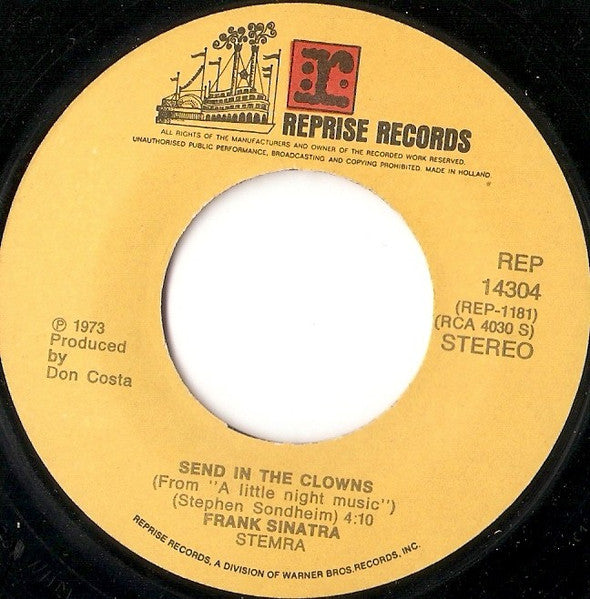 r:
REPRISE RECORDS
ALL RIGHTS OF THE MANUFACTURERS AND OWNER OF THE RECORDED WORK RESERVED.
UNAUTHORISED PUBLIC PERFORMANCE, BROADCASTING AND COPYING PROHIBITED. MADE IN HOLLAND.
REP
14304
(REP-1181)
(RCA 4030 S)
STEREO
℗ 1973
Produced
by
Don Costa
SEND IN THE CLOWNS
(From "A little night music")
(Stephen Sondheim) 4:10
FRANK SINATRA
STEMRA
REPRISE RECORDS, A DIVISION OF WARNER BROS. RECORDS, INC.